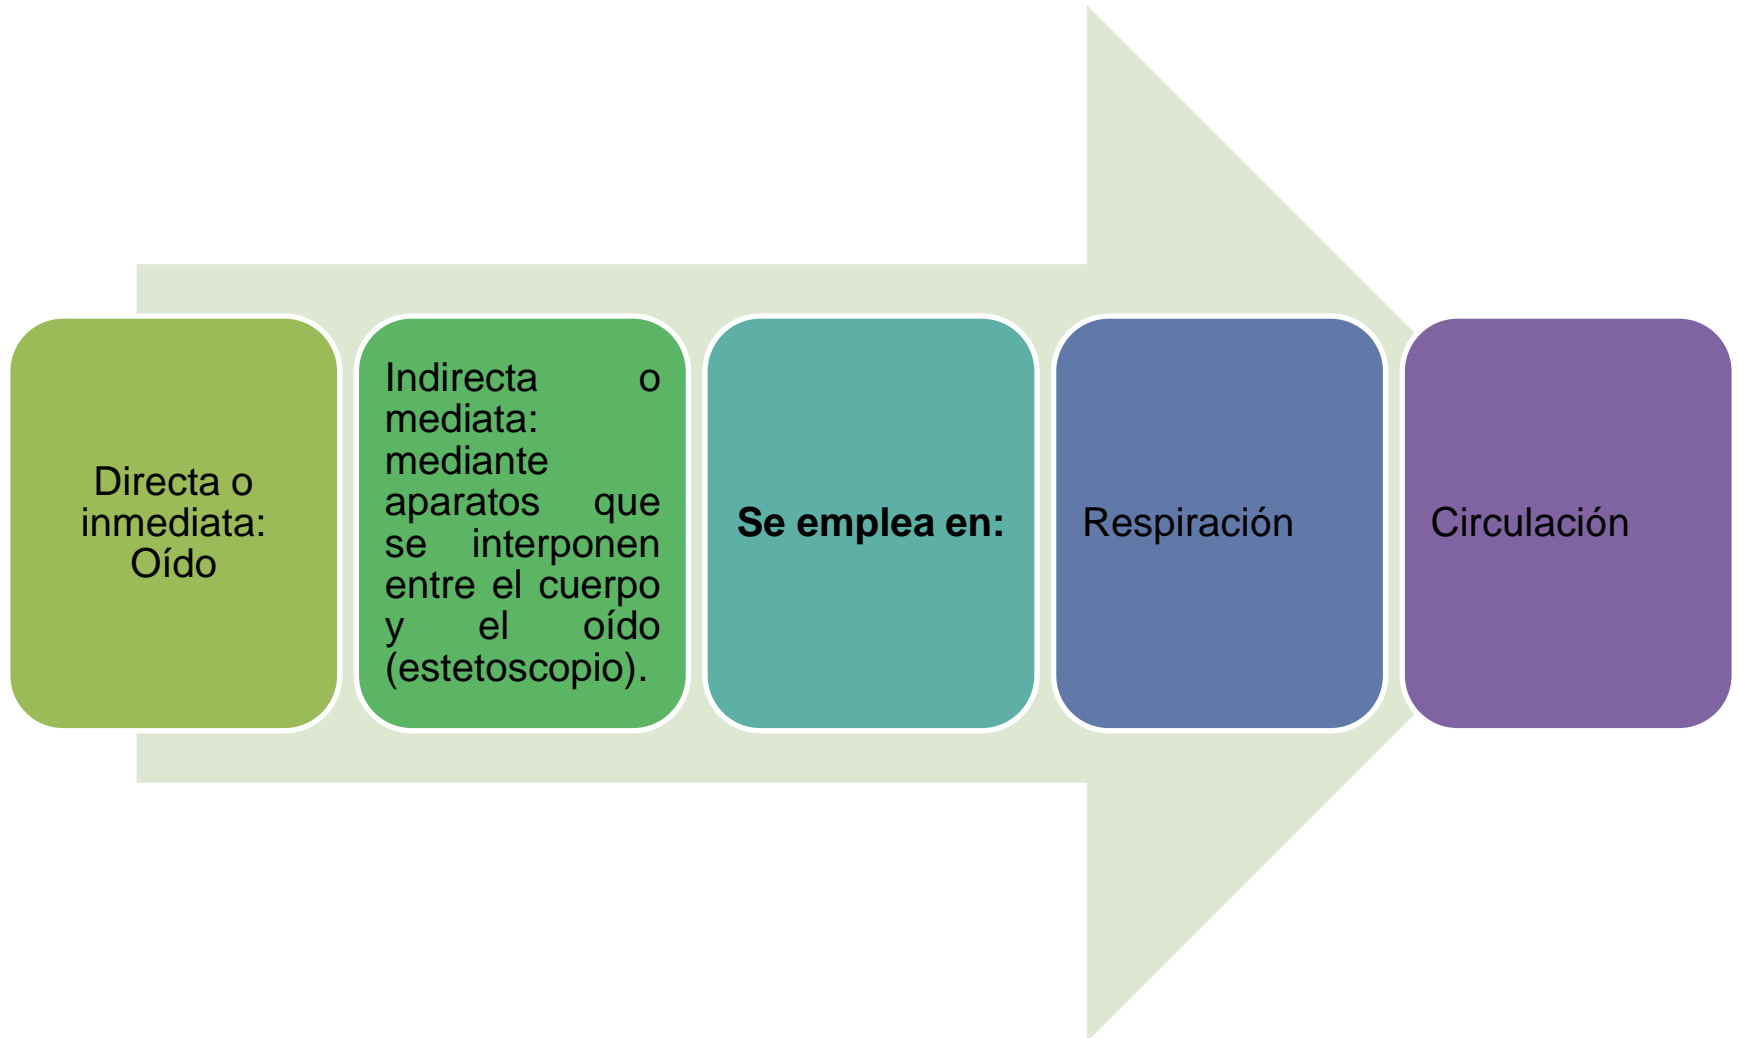 Directa o
inmediata:
Oído
Indirecta o
mediata:
mediante
aparatos que
se interponen
entre el cuerpo
y el oído
(estetoscopio).
Se emplea en:
Respiración
Circulación